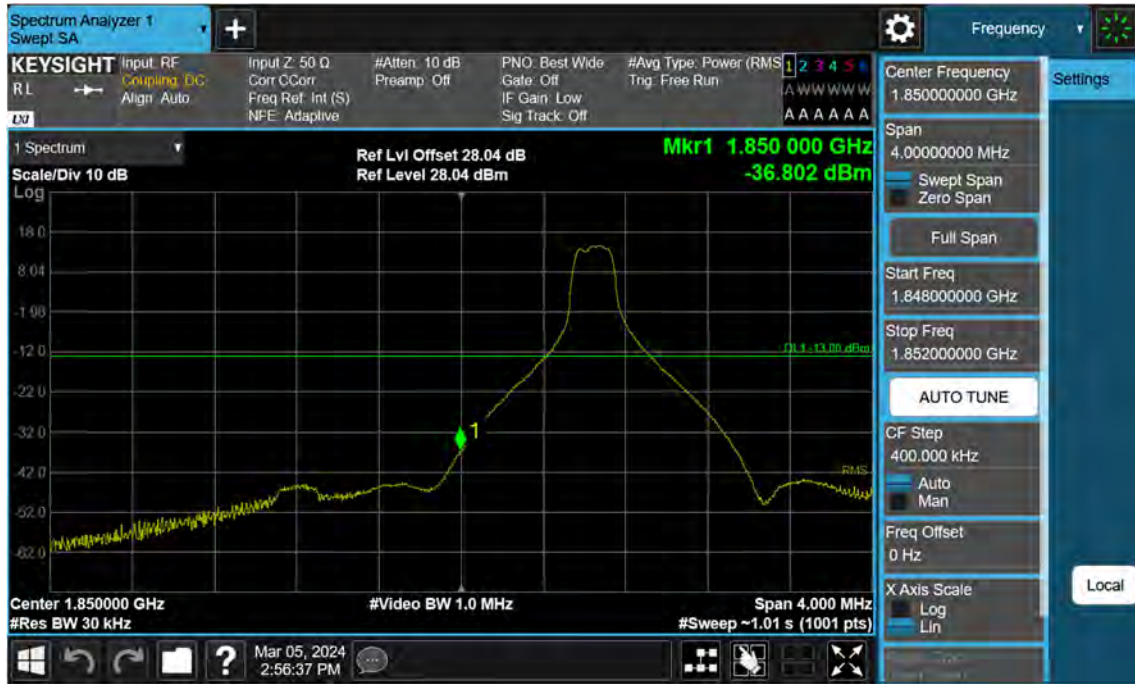 Spectrum Analyzer 1
Swept SA
Frequency
KEYSIGHT
RL
LXI
Input: RF
Coupling: DC
Align: Auto
Input Z: 50 Ω
Corr CCorr
Freq Ref: Int (S)
NFE: Adaptive
#Atten: 10 dB
Preamp: Off
PNO: Best Wide
Gate: Off
IF Gain: Low
Sig Track: Off
#Avg Type: Power (RMS
Trig: Free Run
1 2 3 4 5 6
A W W W W W
A A A A A A
1 Spectrum
Scale/Div 10 dB
Ref Lvl Offset 28.04 dB
Ref Level 28.04 dBm
Mkr1 1.850 000 GHz
-36.802 dBm
Log
18.0
8.04
-1.96
-12.0
-22.0
-32.0
-42.0
-52.0
-62.0
DL1 -13.00 dBm
1
RMS
Center 1.850000 GHz
#Res BW 30 kHz
#Video BW 1.0 MHz
Span 4.000 MHz
#Sweep ~1.01 s (1001 pts)
Mar 05, 2024
2:56:37 PM
?
Center Frequency
1.850000000 GHz
Settings
Span
4.00000000 MHz
Swept Span
Zero Span
Full Span
Start Freq
1.848000000 GHz
Stop Freq
1.852000000 GHz
AUTO TUNE
CF Step
400.000 kHz
Auto
Man
Freq Offset
0 Hz
X Axis Scale
Log
Lin
Local